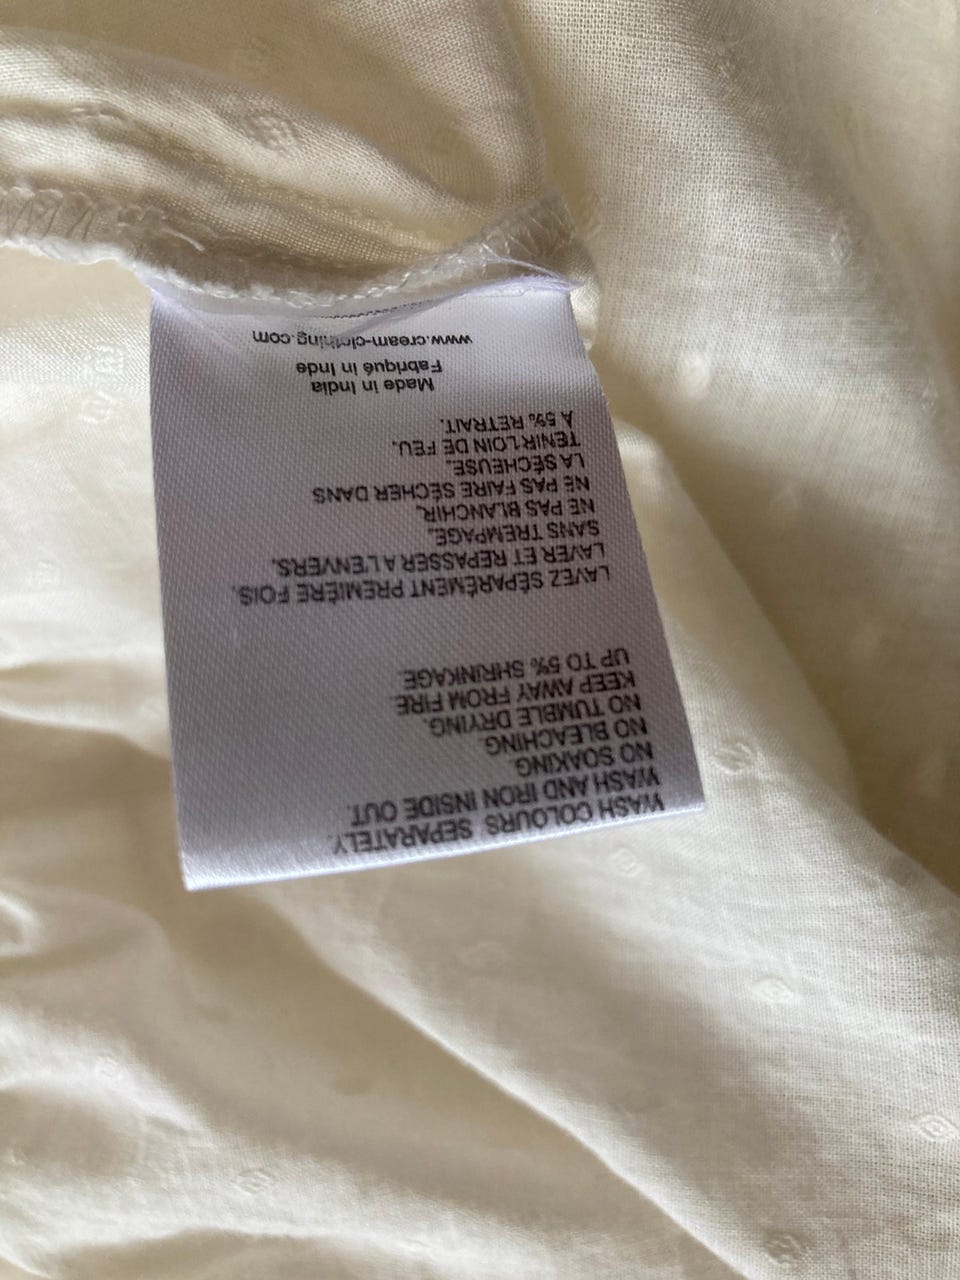 WASH COLOURS SEPARATELY.
WASH AND IRON INSIDE OUT.
NO SOAKING.
NO BLEACHING
NO TUMBLE DRYING.
KEEP AWAY FROM FIRE
UP TO 5% SHRINKAGE.
LAVEZ SÉPARÉMENT PREMIÈRE FOIS.
LAVER ET REPASSER A L'ENVERS.
SANS TREMPAGE.
NE PAS BLANCHIR.
NE PAS FAIRE SÉCHER DANS
LA SÉCHEUSE.
TENIR LOIN DE FEU.
À 5% RETRAIT.
Made in India
Fabriqué in Inde
www.cream-clothing.com